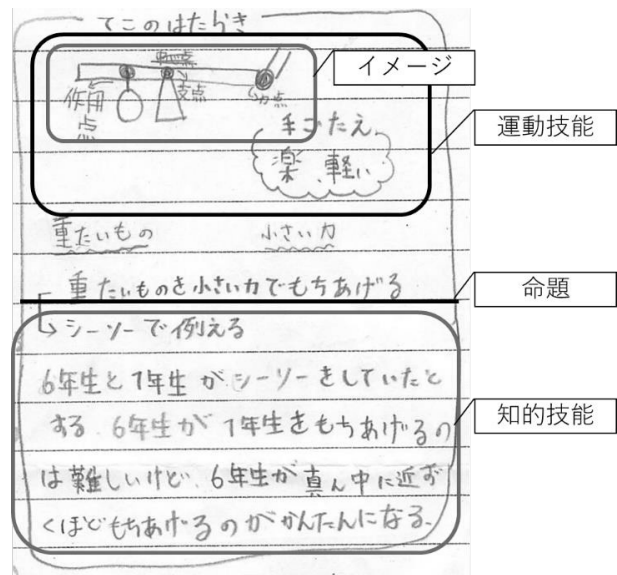 てこのはたらき
イメージ
作用点
支点
力点
手ごたえ
楽、軽い
運動技能
重たいもの 小さい力
重たいものを小さい力でもちあげる
命題
↳シーソーで例える
6年生と1年生がシーソーをしていたと
する。6年生が1年生をもちあげるの
は難しいけど、6年生が真ん中に近ず
くほどもちあげるのがかんたんになる。
知的技能